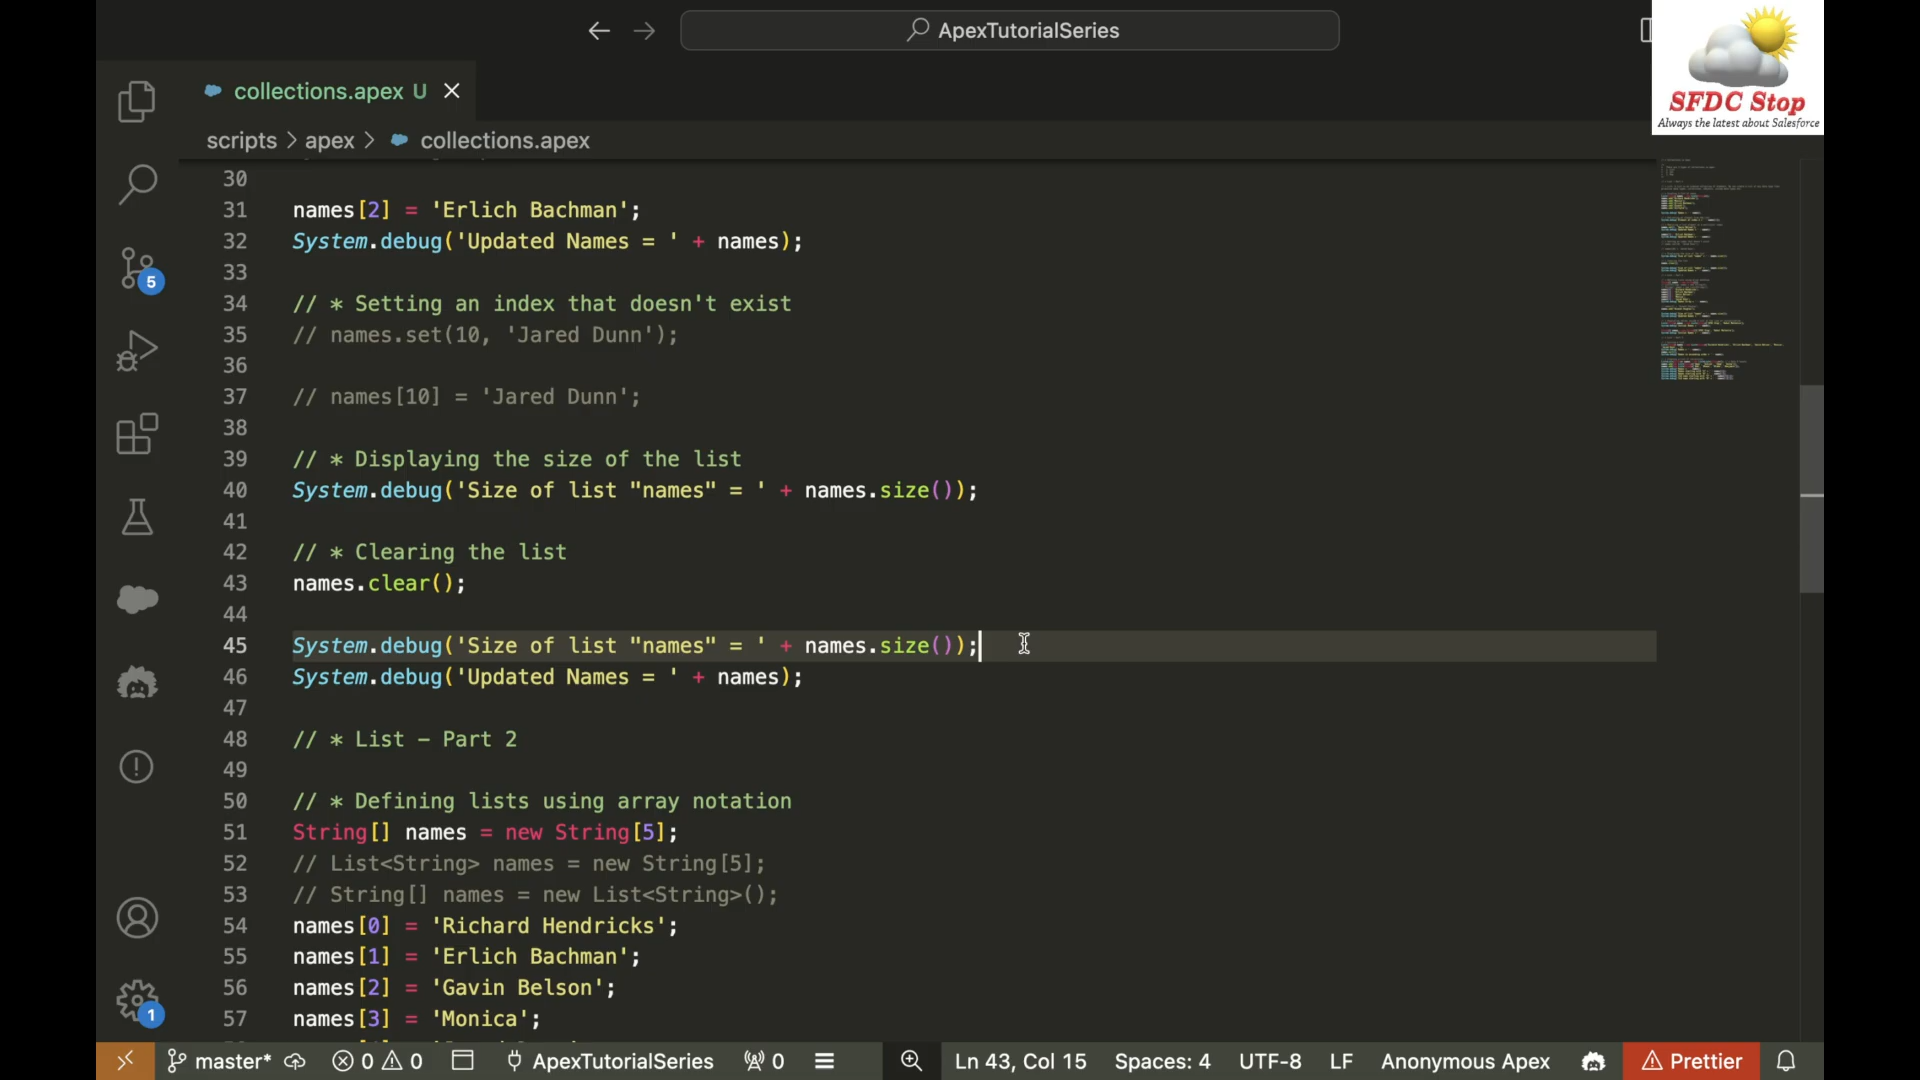 ApexTutorialSeries
SFDC Stop
Always the latest about Salesforce
collections.apex U
scripts > apex > collections.apex
30
31 names[2] = 'Erlich Bachman';
32 System.debug('Updated Names = ' + names);
33
34 // * Setting an index that doesn't exist
35 // names.set(10, 'Jared Dunn');
36
37 // names[10] = 'Jared Dunn';
38
39 // * Displaying the size of the list
40 System.debug('Size of list "names" = ' + names.size());
41
42 // * Clearing the list
43 names.clear();
44
45 System.debug('Size of list "names" = ' + names.size());
46 System.debug('Updated Names = ' + names);
47
48 // * List – Part 2
49
50 // * Defining lists using array notation
51 String[] names = new String[5];
52 // List<String> names = new String[5];
53 // String[] names = new List<String>();
54 names[0] = 'Richard Hendricks';
55 names[1] = 'Erlich Bachman';
56 names[2] = 'Gavin Belson';
57 names[3] = 'Monica';
5
1
master* 0 0 ApexTutorialSeries 0 Ln 43, Col 15 Spaces: 4 UTF-8 LF Anonymous Apex Prettier